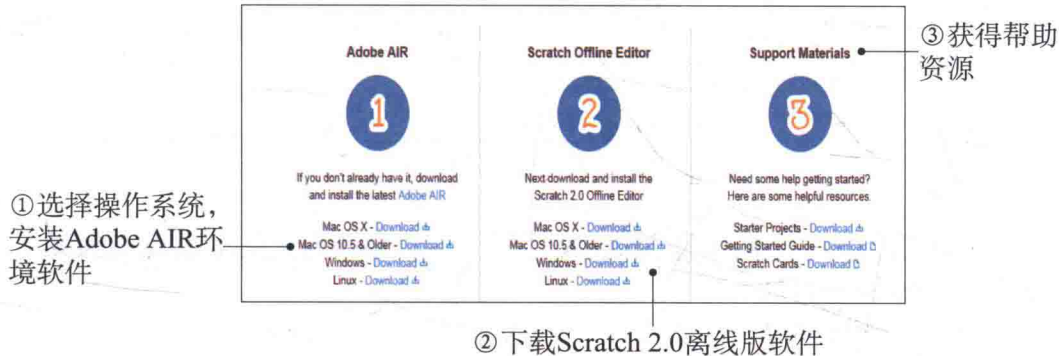 Adobe AIR
1
If you don't already have it, download
and install the latest Adobe AIR
Mac OS X - Download
Mac OS 10.5 & Older - Download
Windows - Download
Linux - Download
Scratch Offline Editor
2
Next download and install the
Scratch 2.0 Offline Editor
Mac OS X - Download
Mac OS 10.5 & Older - Download
Windows - Download
Linux - Download
Support Materials
3
Need some help getting started?
Here are some helpful resources.
Starter Projects - Download
Getting Started Guide - Download
Scratch Cards - Download
③获得帮助
资源
①选择操作系统，
安装Adobe AIR环
境软件
②下载Scratch 2.0离线版软件